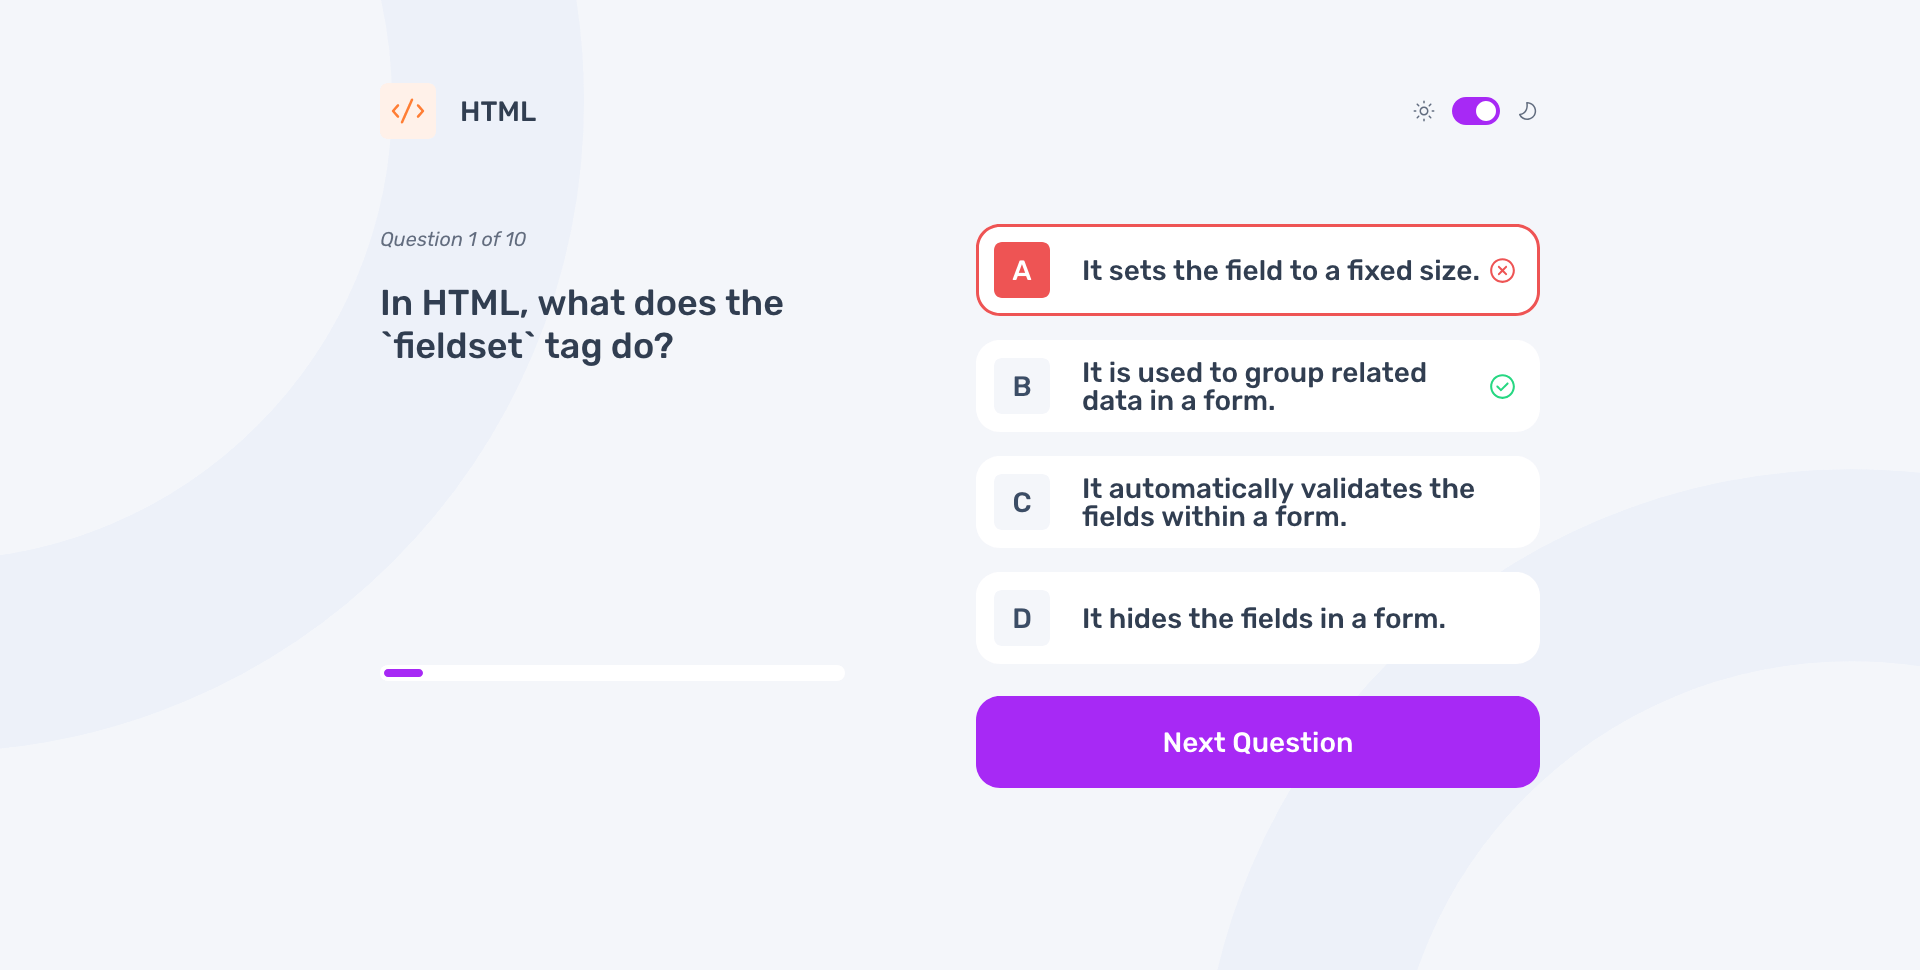 HTML
Question 1 of 10
In HTML, what does the
`fieldset` tag do?
A
It sets the field to a fixed size.
B
It is used to group related
data in a form.
C
It automatically validates the
fields within a form.
D
It hides the fields in a form.
Next Question